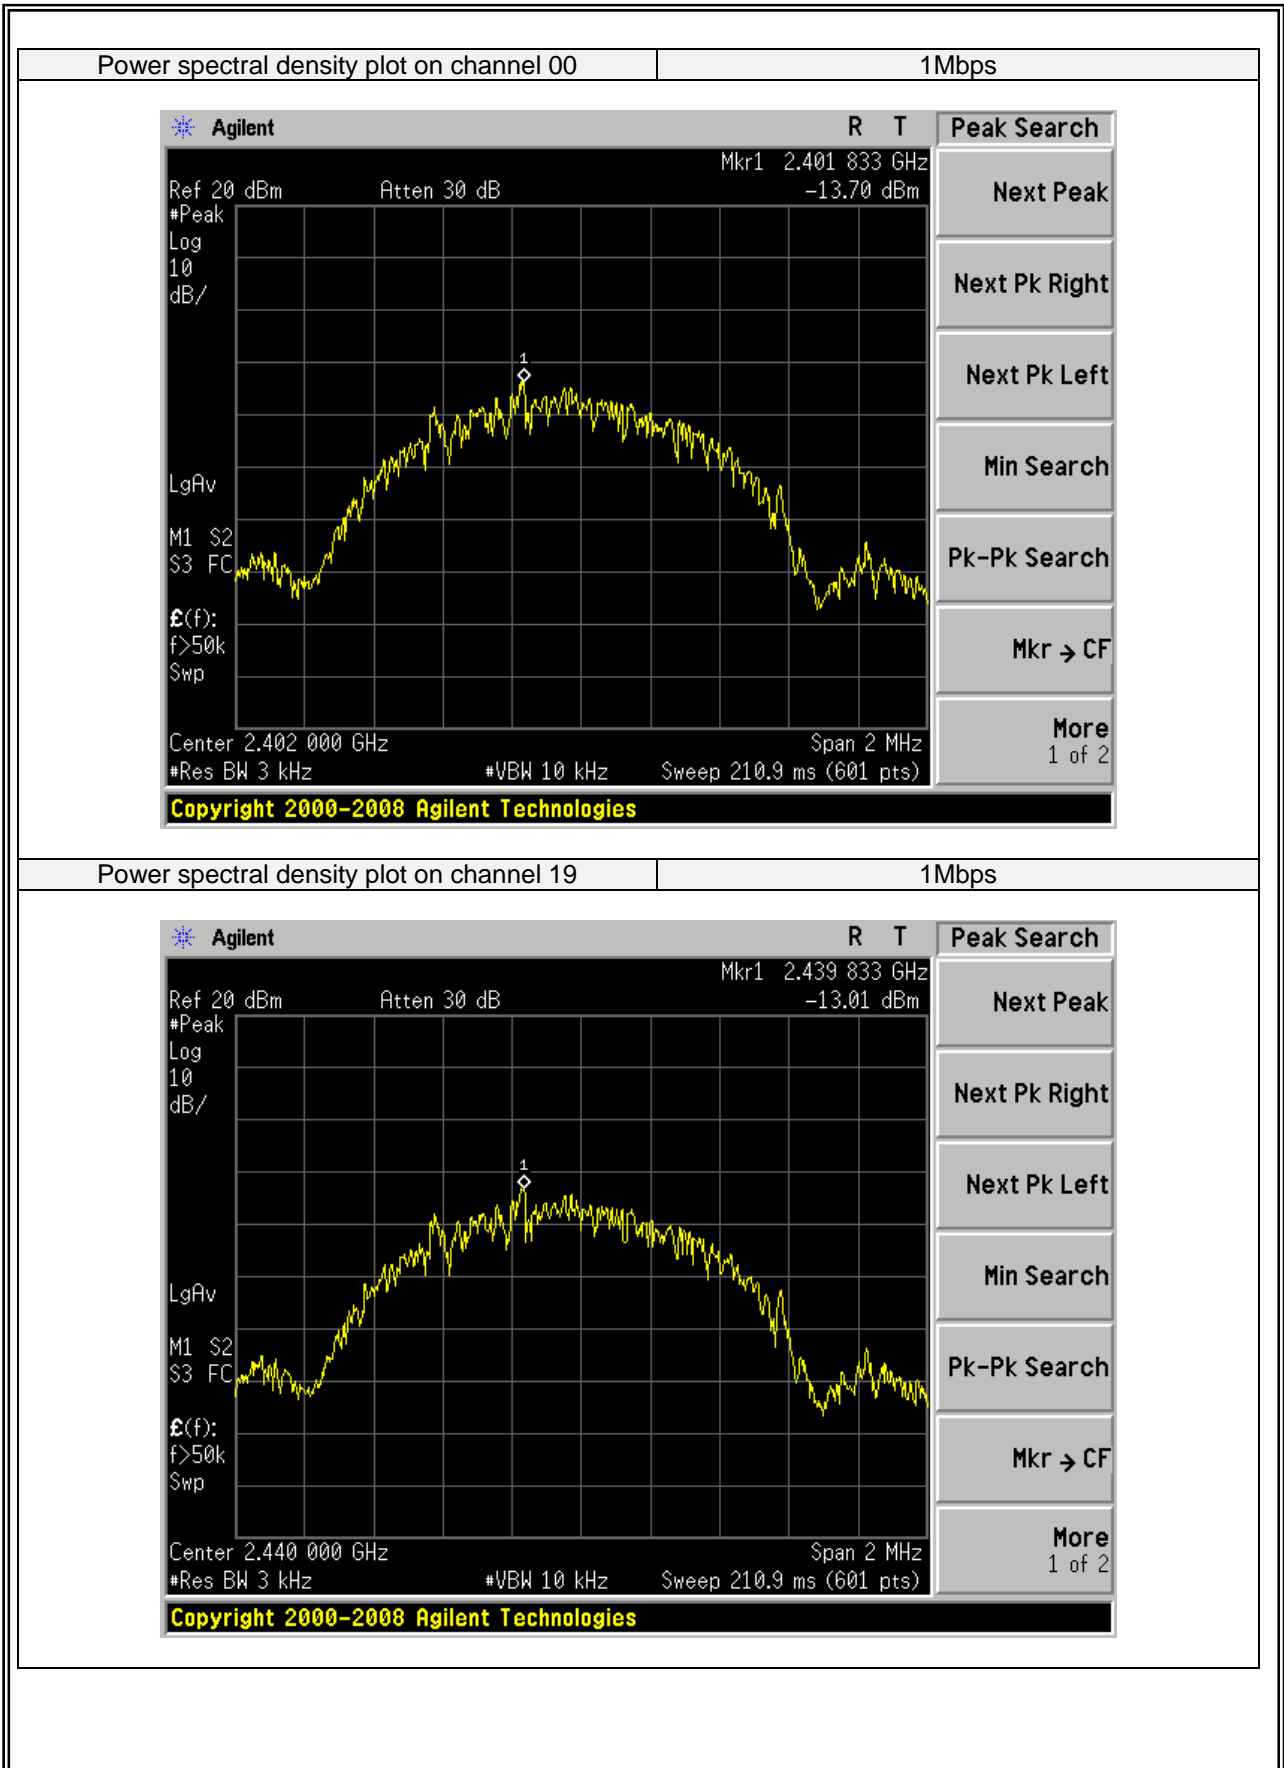 Power spectral density plot on channel 00 1Mbps
Agilent R T Peak Search
Mkr1 2.401 833 GHz
Ref 20 dBm Atten 30 dB -13.70 dBm
Next Peak
#Peak
Log
10
dB/
Next Pk Right
1
Next Pk Left
Min Search
LgAv
M1 S2
S3 FC
Pk-Pk Search
£(f):
f>50k
Swp
Mkr → CF
More
1 of 2
Center 2.402 000 GHz Span 2 MHz
#Res BW 3 kHz #VBW 10 kHz Sweep 210.9 ms (601 pts)
Copyright 2000-2008 Agilent Technologies
Power spectral density plot on channel 19 1Mbps
Agilent R T Peak Search
Mkr1 2.439 833 GHz
Ref 20 dBm Atten 30 dB -13.01 dBm
Next Peak
#Peak
Log
10
dB/
Next Pk Right
1
Next Pk Left
Min Search
LgAv
M1 S2
S3 FC
Pk-Pk Search
£(f):
f>50k
Swp
Mkr → CF
More
1 of 2
Center 2.440 000 GHz Span 2 MHz
#Res BW 3 kHz #VBW 10 kHz Sweep 210.9 ms (601 pts)
Copyright 2000-2008 Agilent Technologies